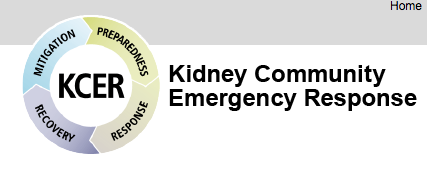 Home
MITIGATION
PREPAREDNESS
KCER
RECOVERY
RESPONSE
Kidney Community
Emergency Response